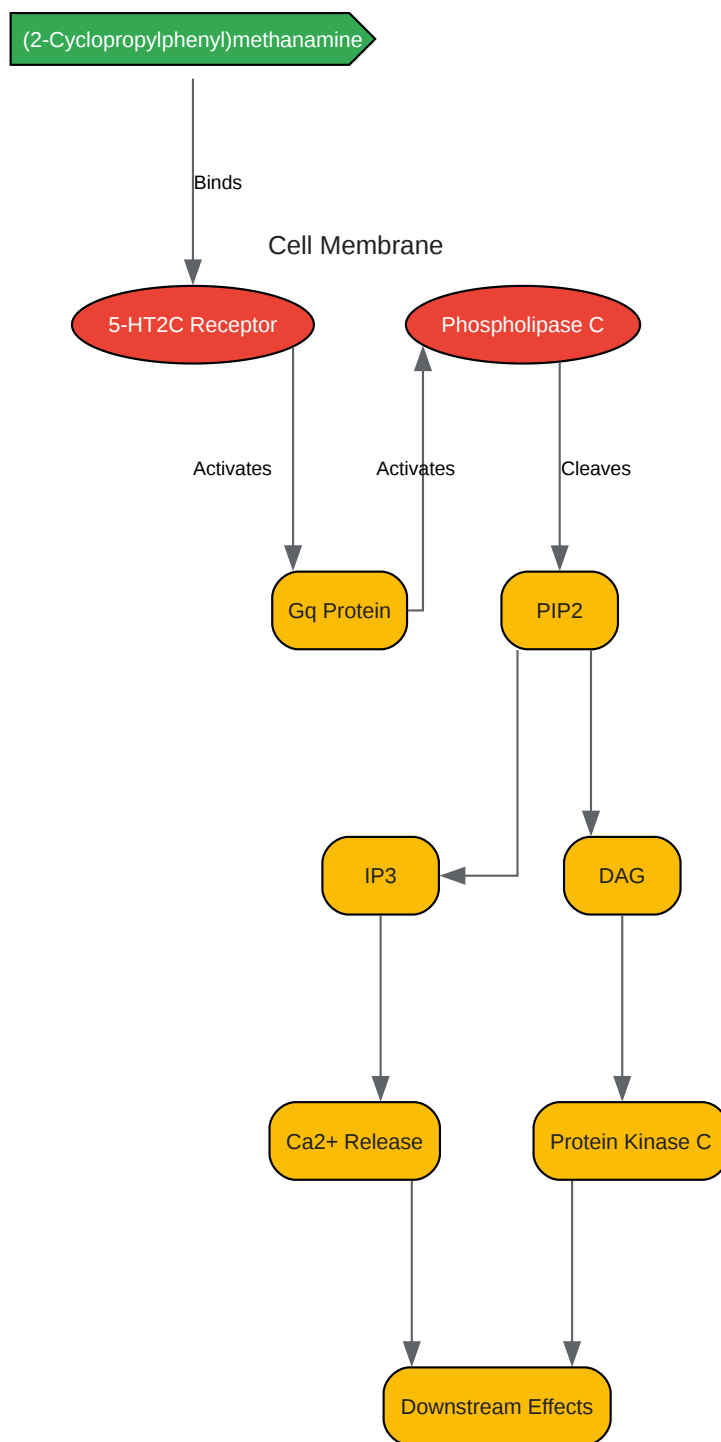 (2-Cyclopropylphenyl)methanamine
Binds
Cell Membrane
5-HT2C Receptor
Phospholipase C
Activates
Activates
Cleaves
Gq Protein
PIP2
IP3
DAG
Ca2+ Release
Protein Kinase C
Downstream Effects